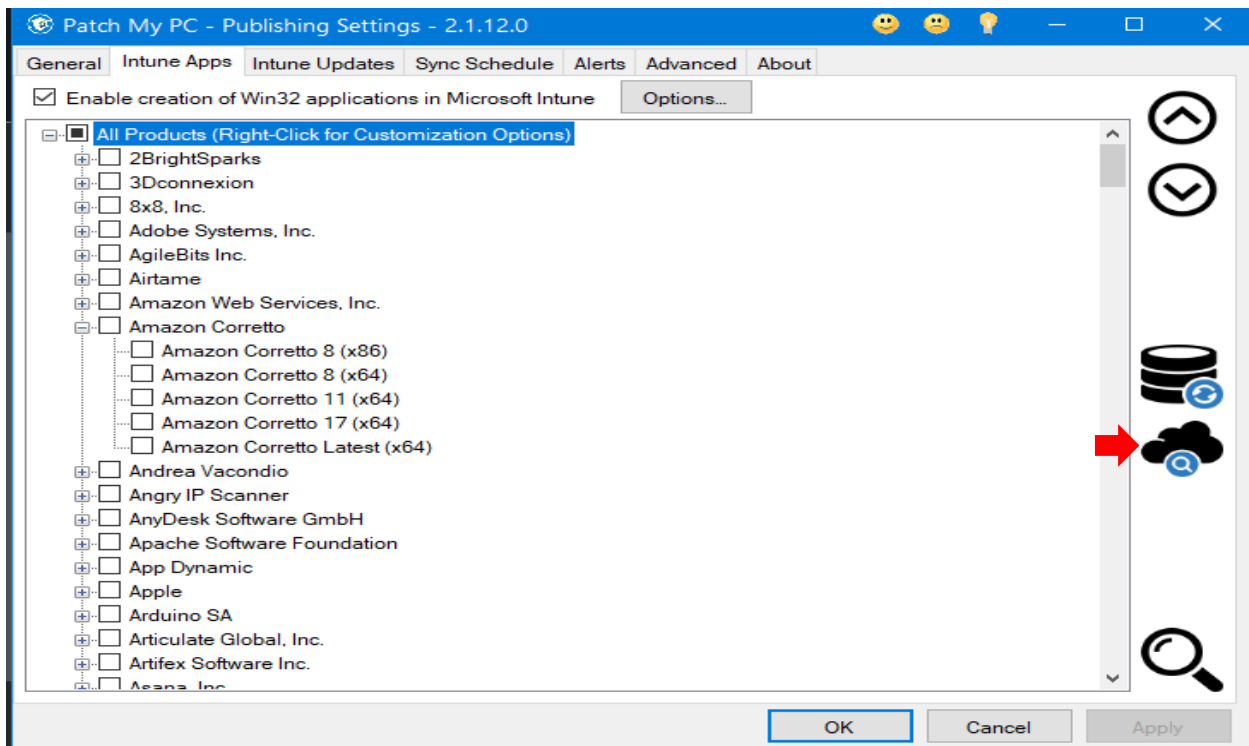 Patch My PC - Publishing Settings - 2.1.12.0
General Intune Apps Intune Updates Sync Schedule Alerts Advanced About
Enable creation of Win32 applications in Microsoft Intune Options...
All Products (Right-Click for Customization Options)
2BrightSparks
3Dconnexion
8x8, Inc.
Adobe Systems, Inc.
AgileBits Inc.
Airtame
Amazon Web Services, Inc.
Amazon Corretto
Amazon Corretto 8 (x86)
Amazon Corretto 8 (x64)
Amazon Corretto 11 (x64)
Amazon Corretto 17 (x64)
Amazon Corretto Latest (x64)
Andrea Vacondio
Angry IP Scanner
AnyDesk Software GmbH
Apache Software Foundation
App Dynamic
Apple
Arduino SA
Articulate Global, Inc.
Artifex Software Inc.
Asana, Inc
OK Cancel Apply